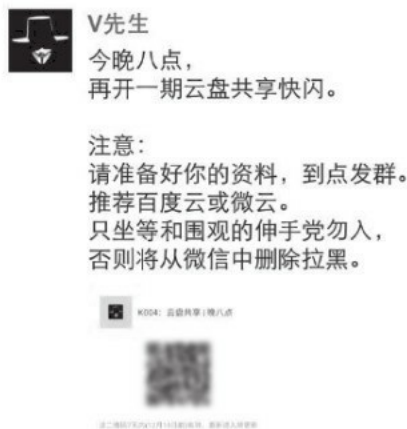 V先生
今晚八点，
再开一期云盘共享快闪。
注意：
请准备好你的资料，到点发群。
推荐百度云或微云。
只坐等和围观的伸手党勿入，
否则将从微信中删除拉黑。
K004：云盘共享|晚八点